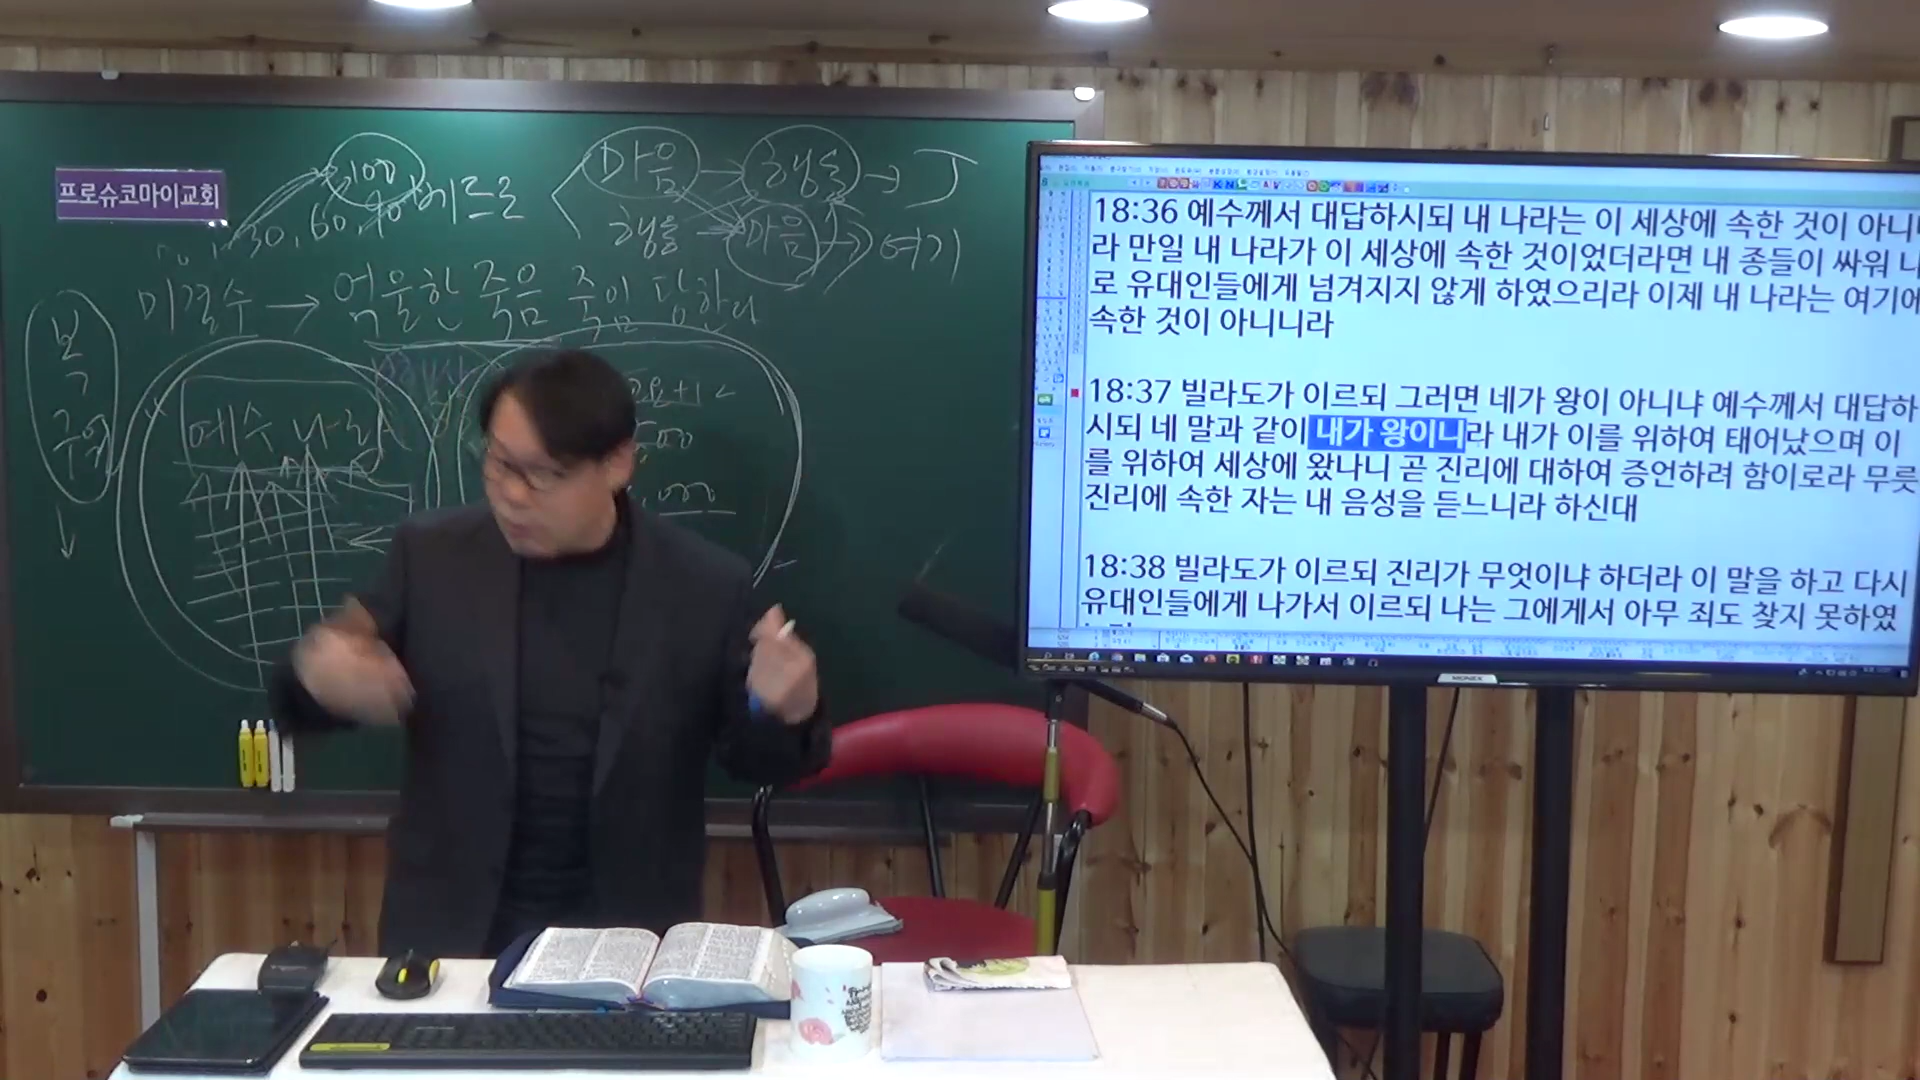 프로슈코마이교회
100
30, 60, 90 베드로
마음 → 행동 → J
행동 → 마음 → 여기
미결수 → 억울한 죽음 죽임 당한다
복
구원
예수 나라
18:36 예수께서 대답하시되 내 나라는 이 세상에 속한 것이 아니
라 만일 내 나라가 이 세상에 속한 것이었더라면 내 종들이 싸워 나
로 유대인들에게 넘겨지지 않게 하였으리라 이제 내 나라는 여기에
속한 것이 아니니라
18:37 빌라도가 이르되 그러면 네가 왕이 아니냐 예수께서 대답하
시되 네 말과 같이 내가 왕이니라 내가 이를 위하여 태어났으며 이
를 위하여 세상에 왔나니 곧 진리에 대하여 증언하려 함이로라 무릇
진리에 속한 자는 내 음성을 듣느니라 하신대
18:38 빌라도가 이르되 진리가 무엇이냐 하더라 이 말을 하고 다시
유대인들에게 나가서 이르되 나는 그에게서 아무 죄도 찾지 못하였